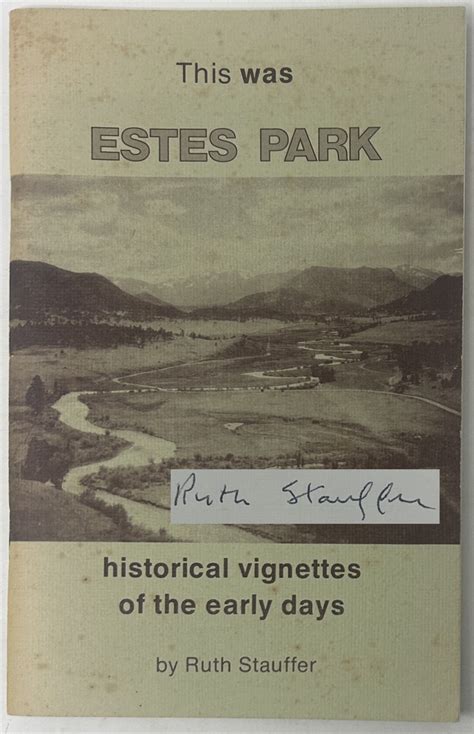 This was
ESTES PARK
Ruth Stauffer
historical vignettes
of the early days
by Ruth Stauffer